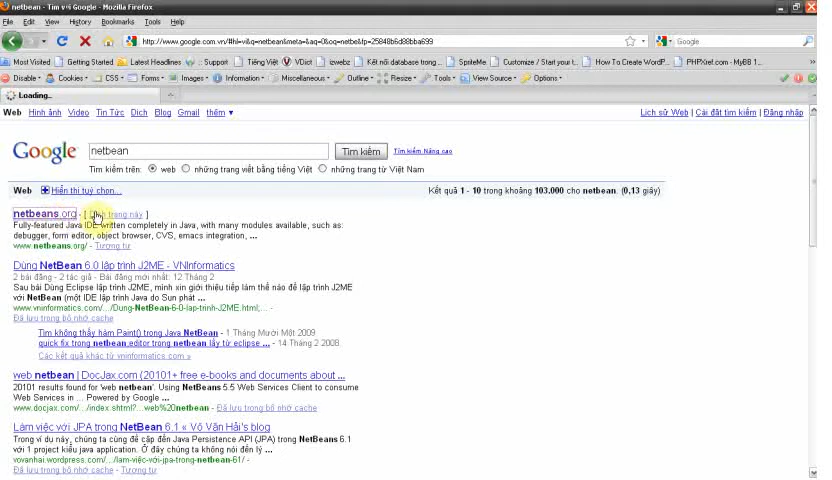 netbean - Tìm với Google - Mozilla Firefox
File Edit View History Bookmarks Tools Help
http://www.google.com.vn/#hl=vi&q=netbean&meta=&aq=0&oq=netbe&fp=25848b6d88bba699
Google
Most Visited Getting Started Latest Headlines :: Support Tiếng Việt VDict izwebz Kết nối database trong ... SpriteMe Customize / Start yout ... How To Create WordP... PHPXref.com - MyBB 1...
Disable Cookies CSS Forms Images Information Miscellaneous Outline Resize Tools View Source Options
Loading...
Web Hình ảnh Video Tin Tức Dịch Blog Gmail thêm ▼ Lịch sử Web | Cài đặt tìm kiếm | Đăng nhập
Google netbean Tìm kiếm Tìm kiếm Nâng cao
Tìm kiếm trên: web những trang viết bằng tiếng Việt những trang từ Việt Nam
Web Hiển thị tuỳ chọn... Kết quả 1 - 10 trong khoảng 103.000 cho netbean. (0,13 giây)
netbeans.org - [ trang này ]
Fully-featured Java IDE written completely in Java, with many modules available, such as:
debugger, form editor, object browser, CVS, emacs integration, ...
www.netbeans.org/ - Tương tự
Dùng NetBean 6.0 lập trình J2ME - VNInformatics
2 bài đăng - 2 tác giả - Bài đăng mới nhất: 12 Tháng 2
Sau bài Dùng Eclipse lập trình J2ME, mình xin giới thiệu tiếp làm thế nào để lập trình J2ME
với NetBean (một IDE lập trình Java do Sun phát ...
www.vninformatics.com/.../Dung-NetBean-6-0-lap-trinh-J2ME.html;... -
Đã lưu trong bộ nhớ cache
Tìm không thấy hàm Paint() trong Java NetBean - 1 Tháng Mười Một 2009
quick fix trong netbean editor trong netbean lấy từ eclipse ... - 14 Tháng 2 2008
Các kết quả khác từ vninformatics.com »
web netbean | DocJax.com (20101+ free e-books and documents about ...
20101 results found for 'web netbean'. Using NetBeans 5.5 Web Services Client to consume
Web Services in ... Powered by Google ...
www.docjax.com/.../index.shtml?...web%20netbean - Đã lưu trong bộ nhớ cache
Làm việc với JPA trong NetBean 6.1 « Võ Văn Hải's blog
Trong ví dụ này, chúng ta cùng đề cập đến Java Persistence API (JPA) trong NetBeans 6.1
với 1 project kiểu java application. Ở đây chúng ta không nói đến lý ...
vovanhai.wordpress.com/.../lam-việc-với-jpa-trong-netbean-61/ -
Đã lưu trong bộ nhớ cache - Tương tự